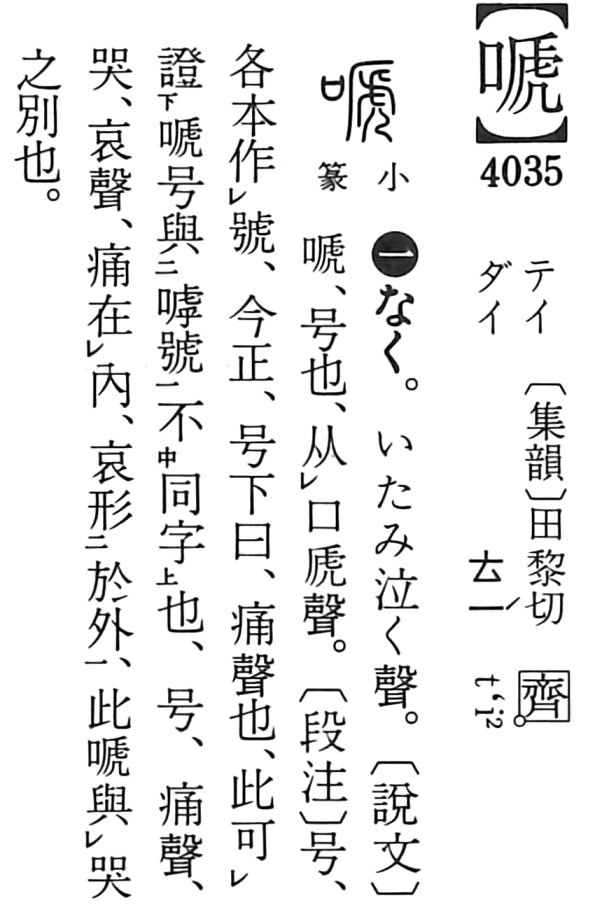 【嗁】
4035
テイ
ダイ
〔集韻〕田黎切
ㄊㄧˊ
齊
t‘i²
小
篆
㊀なく。いたみ泣く聲。〔說文〕
嗁、号也、从レ口虒聲。〔段注〕号、
各本作レ號、今正、号下曰、痛聲也、此可レ
證下嗁号與二嘑號一不中同字上也、号、痛聲、
哭、哀聲、痛在レ內、哀形二於外一、此嗁與レ哭
之別也。